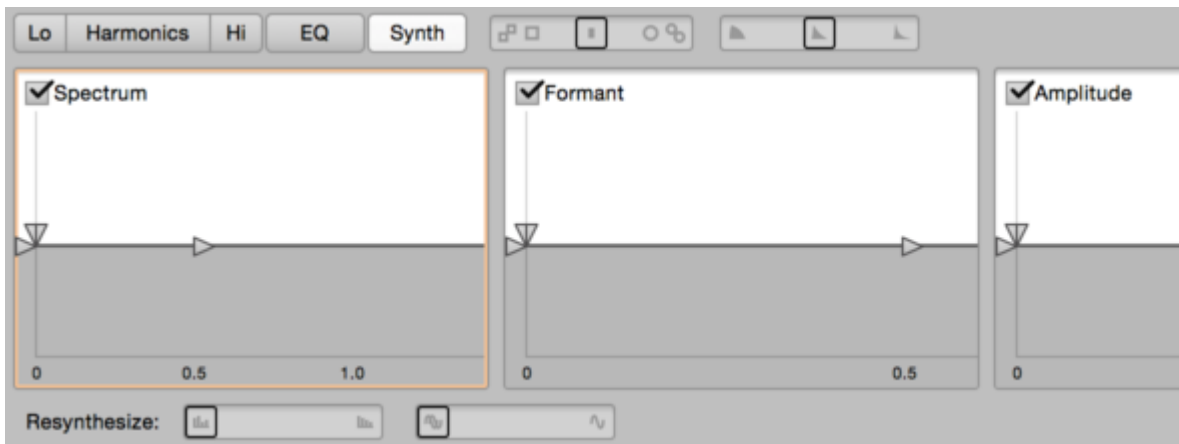 Lo Harmonics Hi EQ Synth
Spectrum Formant Amplitude
0 0.5 1.0 0 0.5 0
Resynthesize: